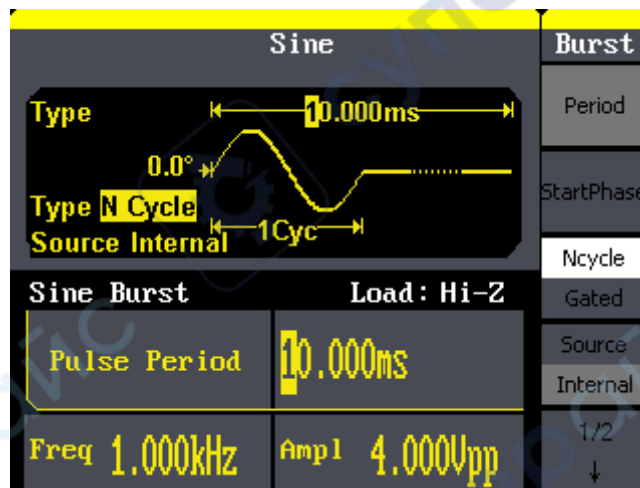 Sine
Burst
Type
10.000ms
Period
0.0°
StartPhase
Type N Cycle
1Cyc
Source Internal
Ncycle
Gated
Sine Burst
Load: Hi-Z
Source
Internal
Pulse Period
10.000ms
1/2
↓
Freq 1.000kHz
Ampl 4.000Vpp